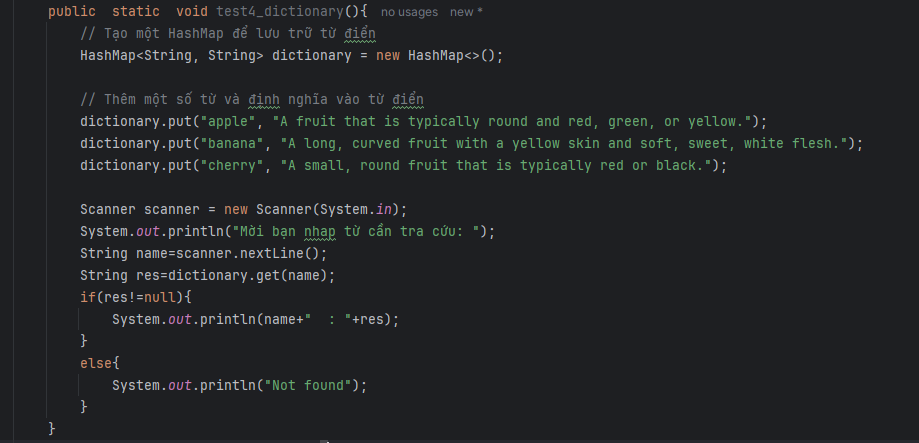 public  static  void test4_dictionary(){  no usages  new *
// Tạo một HashMap để lưu trữ từ điển
HashMap<String, String> dictionary = new HashMap<>();
// Thêm một số từ và định nghĩa vào từ điển
dictionary.put("apple", "A fruit that is typically round and red, green, or yellow.");
dictionary.put("banana", "A long, curved fruit with a yellow skin and soft, sweet, white flesh.");
dictionary.put("cherry", "A small, round fruit that is typically red or black.");
Scanner scanner = new Scanner(System.in);
System.out.println("Mời bạn nhap từ cần tra cứu: ");
String name=scanner.nextLine();
String res=dictionary.get(name);
if(res!=null){
System.out.println(name+"  : "+res);
}
else{
System.out.println("Not found");
}
}